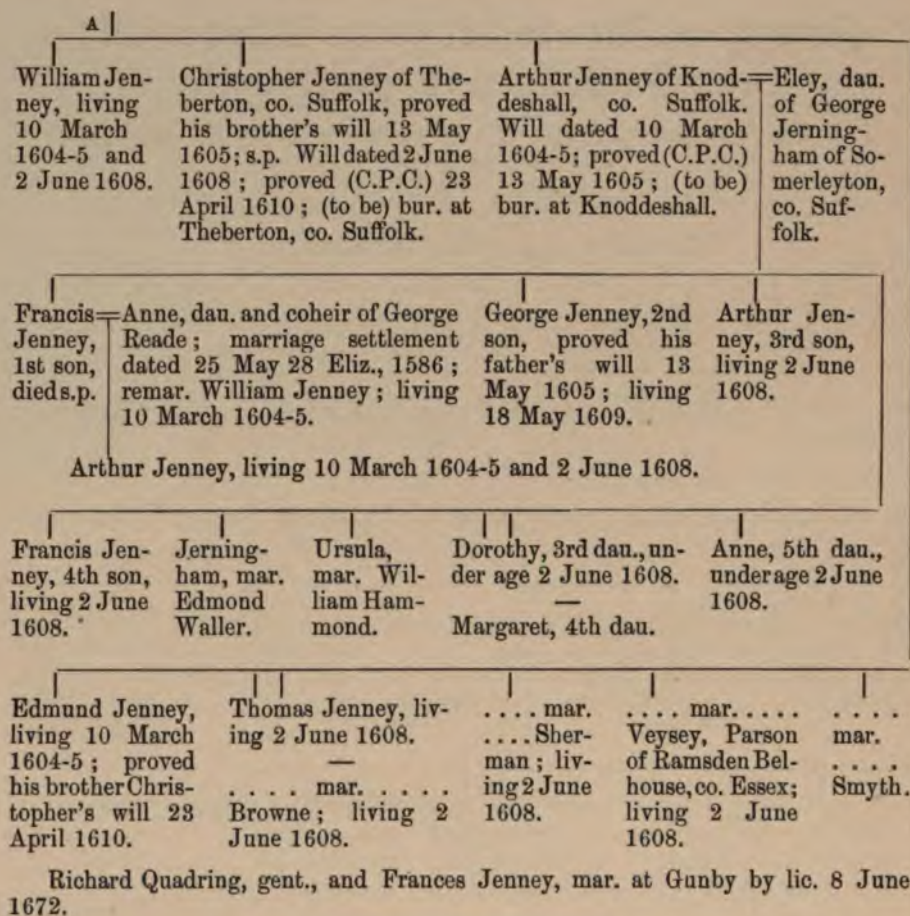 A
William Jen-
ney, living
10 March
1604-5 and
2 June 1608.
Christopher Jenney of The-
berton, co. Suffolk, proved
his brother's will 13 May
1605; s.p. Will dated 2 June
1608; proved (C.P.C.) 23
April 1610; (to be) bur. at
Theberton, co. Suffolk.
Arthur Jenney of Knod-
deshall, co. Suffolk.
Will dated 10 March
1604-5; proved (C.P.C.)
13 May 1605; (to be)
bur. at Knoddeshall.
=Eley, dau.
of George
Jerning-
ham of So-
merleyton,
co. Suf-
folk.
Francis=
Jenney,
1st son,
died s.p.
Anne, dau. and coheir of George
Reade; marriage settlement
dated 25 May 28 Eliz., 1586;
remar. William Jenney; living
10 March 1604-5.
George Jenney, 2nd
son, proved his
father's will 13
May 1605; living
18 May 1609.
Arthur Jen-
ney, 3rd son,
living 2 June
1608.
Arthur Jenney, living 10 March 1604-5 and 2 June 1608.
Francis Jen-
ney, 4th son,
living 2 June
1608.
Jerning-
ham, mar.
Edmond
Waller.
Ursula,
mar. Wil-
liam Ham-
mond.
Dorothy, 3rd dau., un-
der age 2 June 1608.
—
Margaret, 4th dau.
Anne, 5th dau.,
under age 2 June
1608.
Edmund Jenney,
living 10 March
1604-5; proved
his brother Chris-
topher's will 23
April 1610.
Thomas Jenney, liv-
ing 2 June 1608.
—
. . . . mar. . . . .
Browne; living 2
June 1608.
. . . . mar.
. . . . Sher-
man; liv-
ing 2 June
1608.
. . . . mar. . . . .
Veysey, Parson
of Ramsden Bel-
house, co. Essex;
living 2 June
1608.
. . . .
mar.
. . . .
Smyth.
Richard Quadring, gent., and Frances Jenney, mar. at Gunby by lic. 8 June
1672.